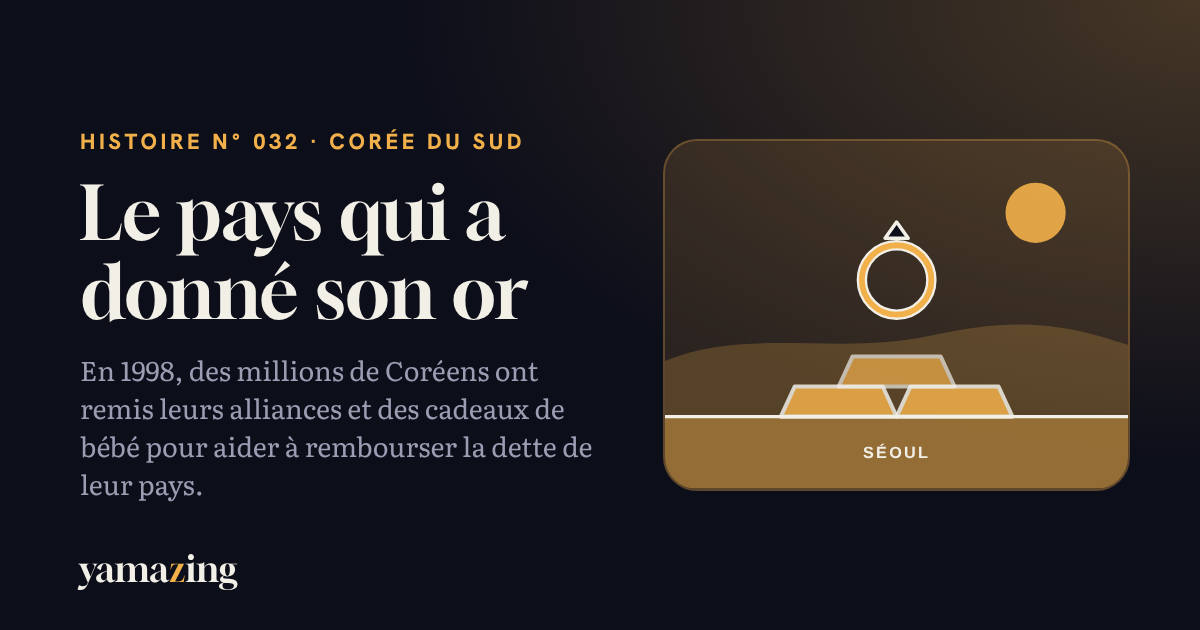 HISTOIRE N° 032 · CORÉE DU SUD
Le pays qui a
donné son or
En 1998, des millions de Coréens ont
remis leurs alliances et des cadeaux de
bébé pour aider à rembourser la dette de
leur pays.
SÉOUL
yamazing